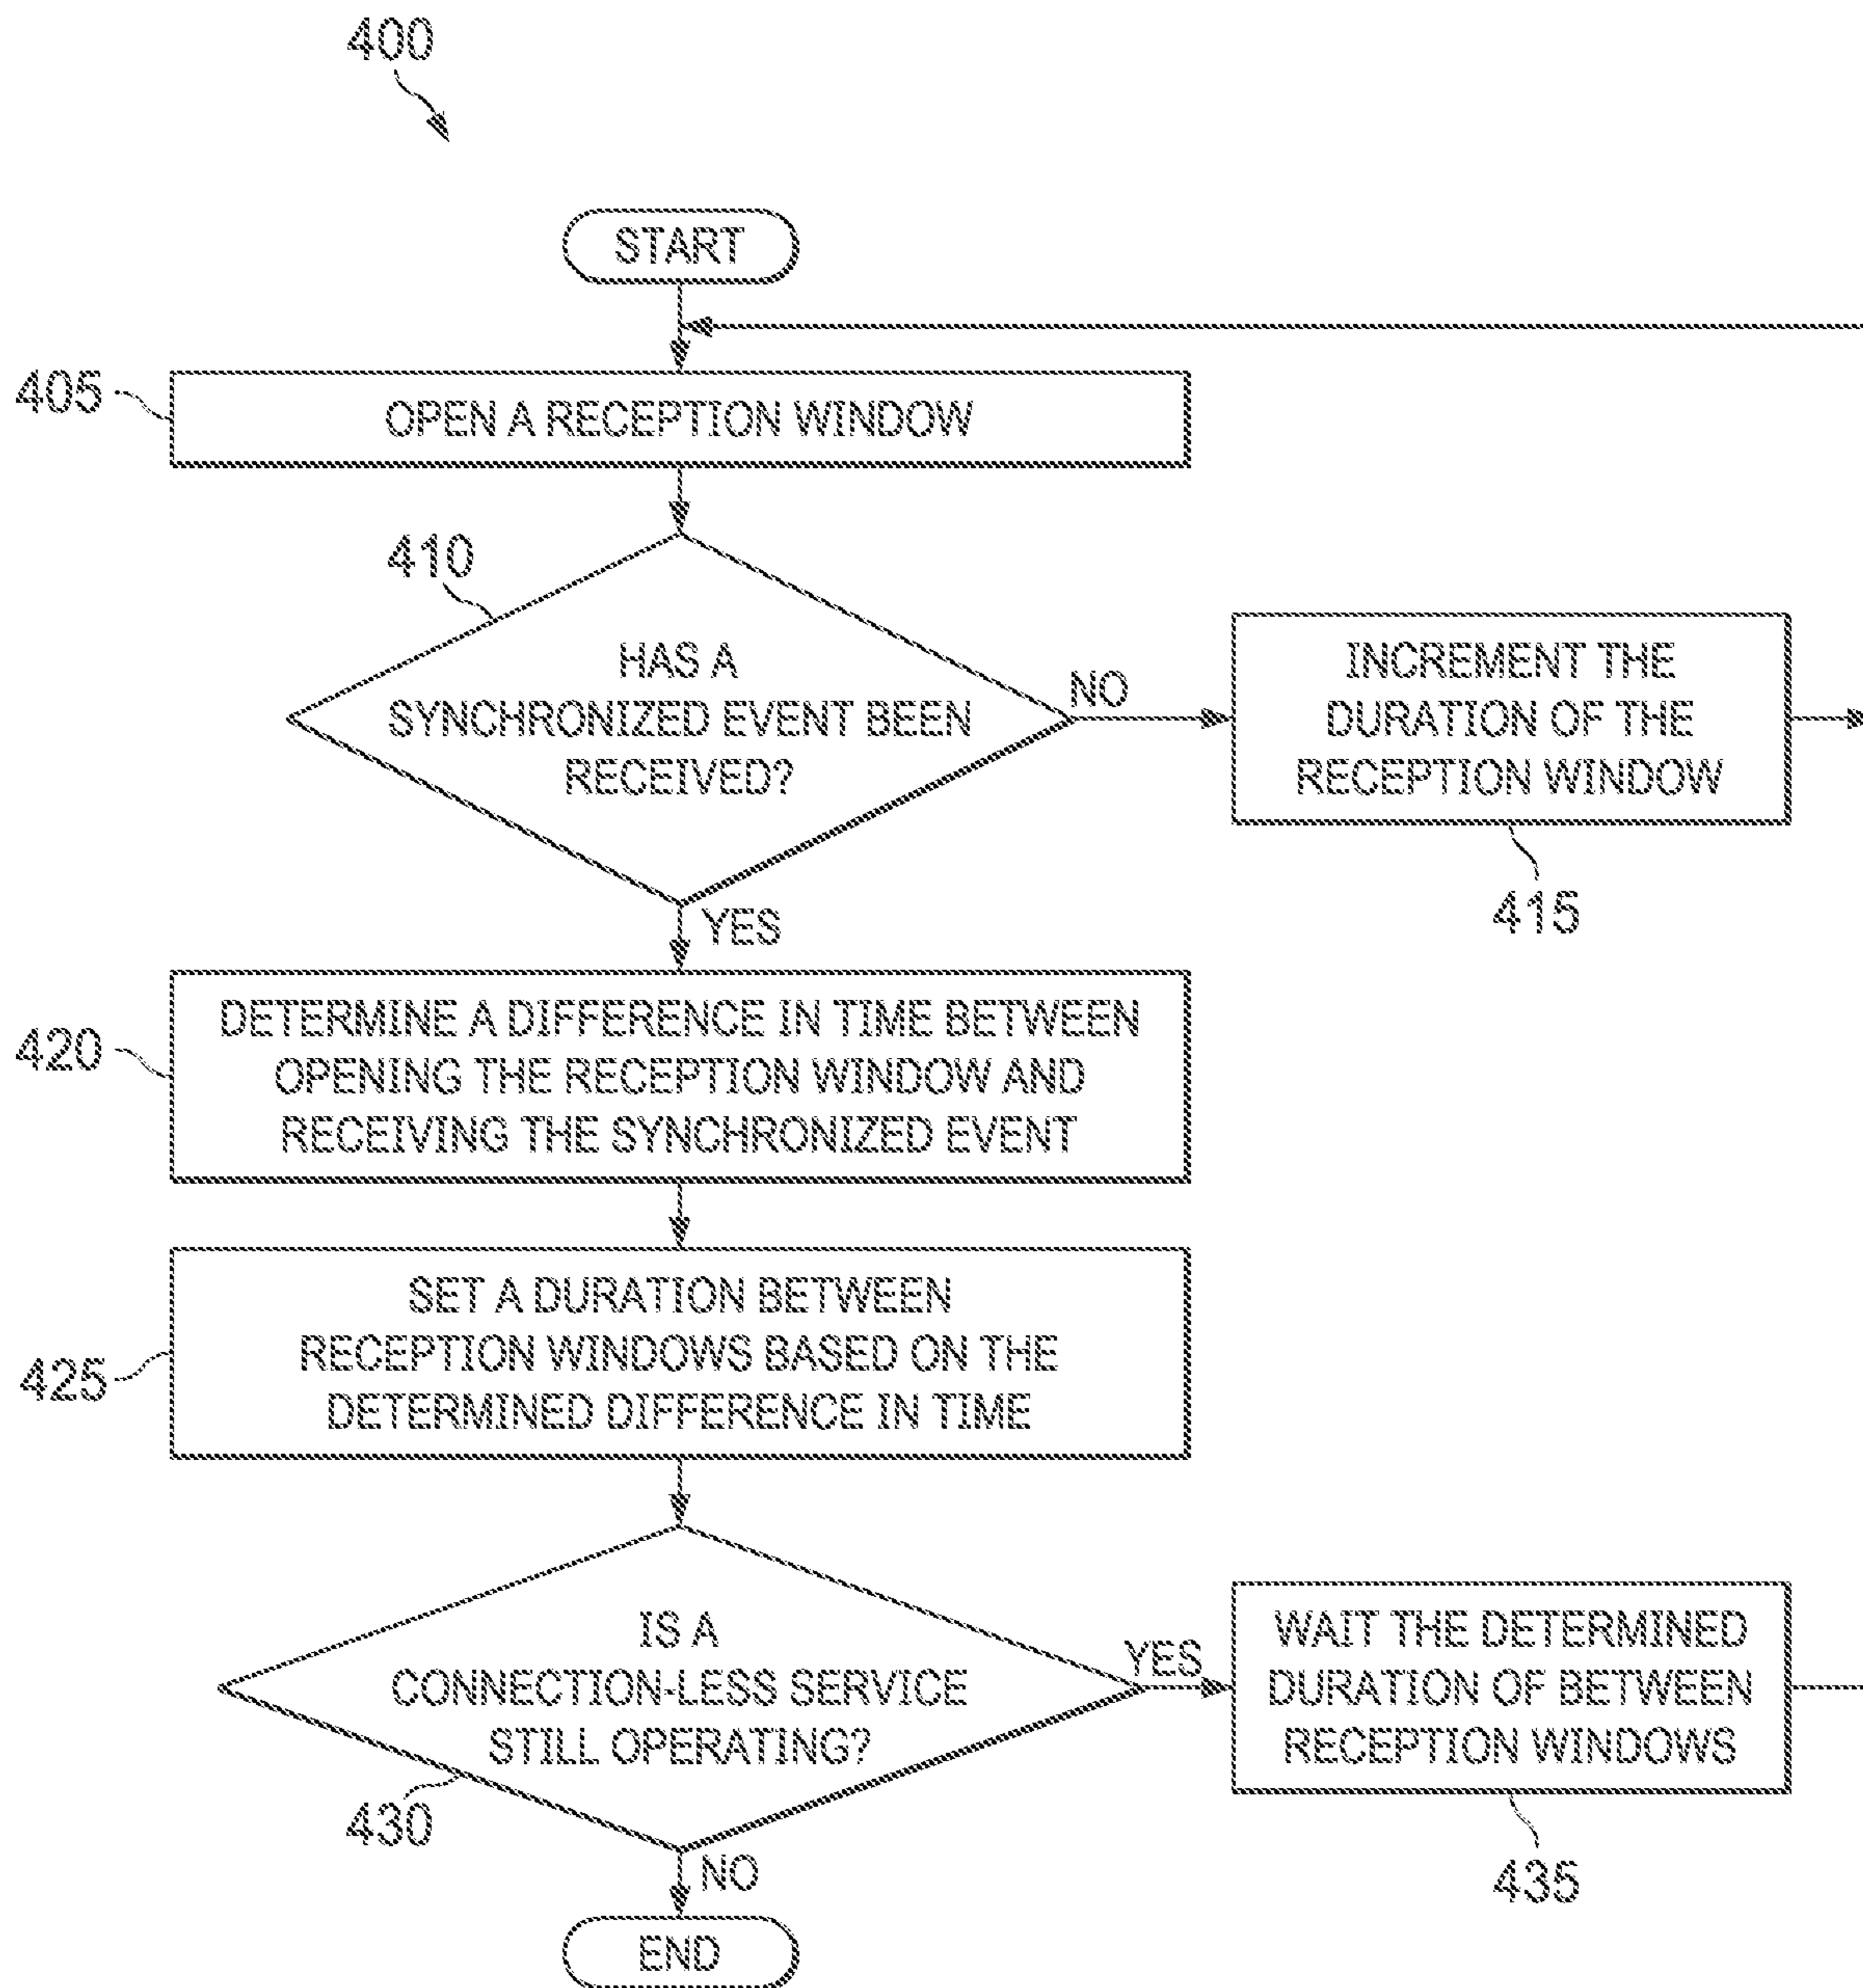 400
START
405
OPEN A RECEPTION WINDOW
410
HAS A
SYNCHRONIZED EVENT BEEN
RECEIVED?
NO
INCREMENT THE
DURATION OF THE
RECEPTION WINDOW
415
YES
420
DETERMINE A DIFFERENCE IN TIME BETWEEN
OPENING THE RECEPTION WINDOW AND
RECEIVING THE SYNCHRONIZED EVENT
425
SET A DURATION BETWEEN
RECEPTION WINDOWS BASED ON THE
DETERMINED DIFFERENCE IN TIME
430
IS A
CONNECTION-LESS SERVICE
STILL OPERATING?
YES
WAIT THE DETERMINED
DURATION OF BETWEEN
RECEPTION WINDOWS
435
NO
END